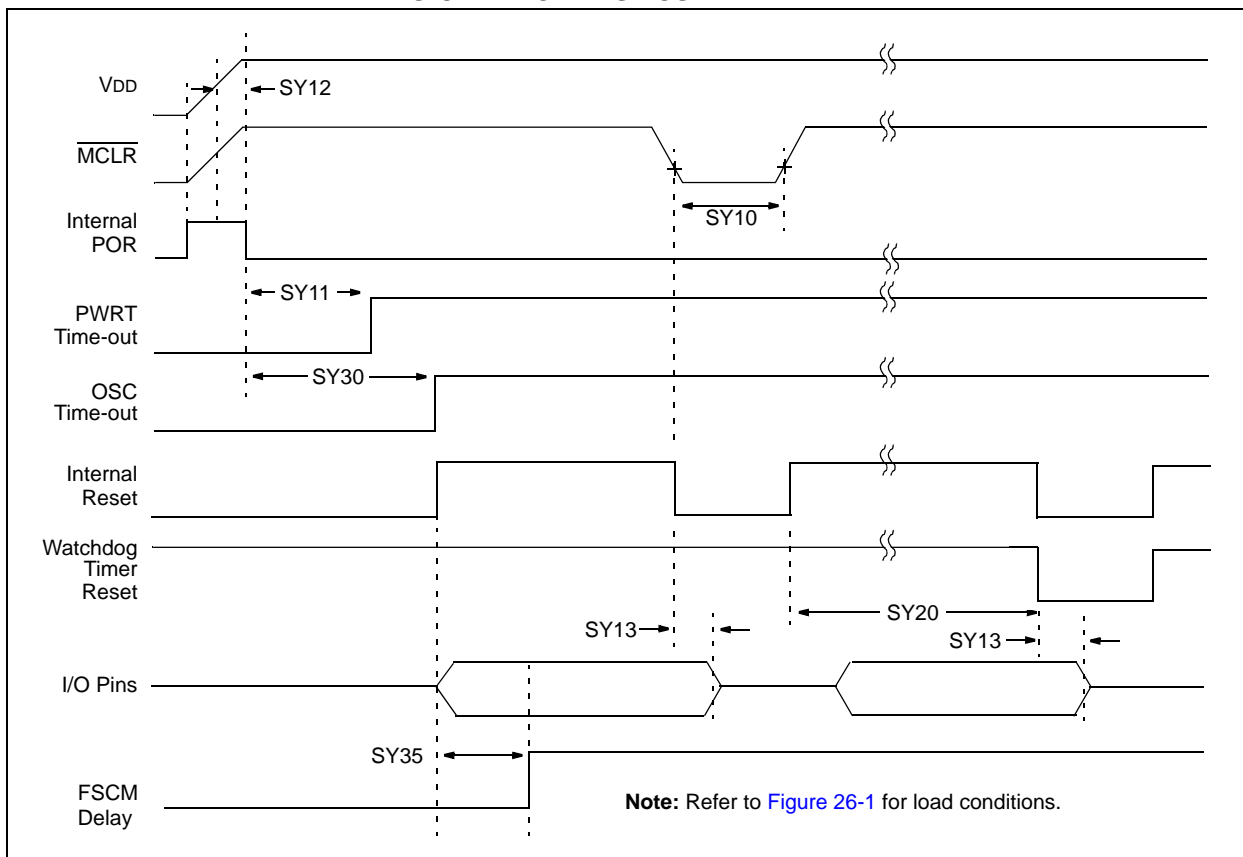 VDD
SY12
MCLR
SY10
Internal
POR
SY11
PWRT
Time-out
SY30
OSC
Time-out
Internal
Reset
Watchdog
Timer
Reset
SY20
SY13
SY13
I/O Pins
SY35
FSCM
Delay
Note: Refer to Figure 26-1 for load conditions.